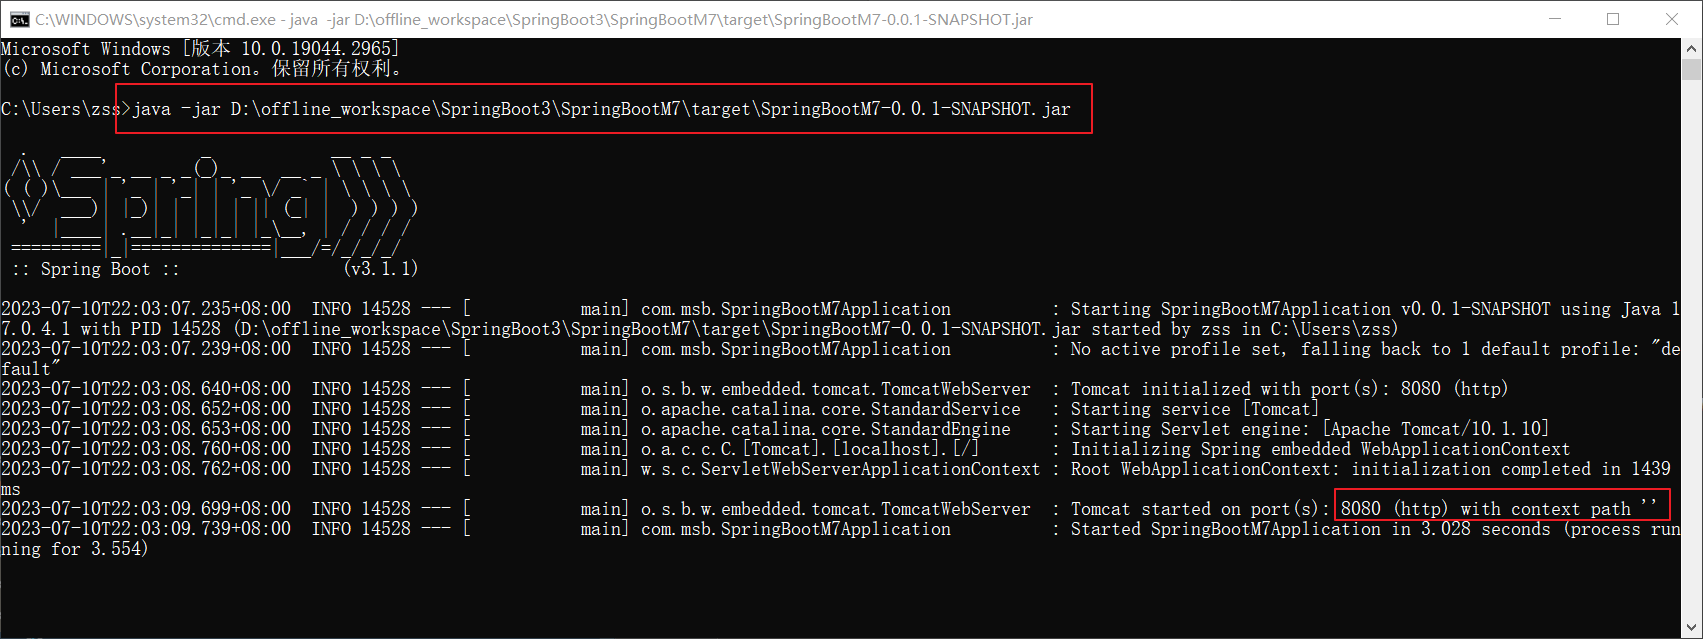 C:\WINDOWS\system32\cmd.exe - java  -jar D:\offline_workspace\SpringBoot3\SpringBootM7\target\SpringBootM7-0.0.1-SNAPSHOT.jar
Microsoft Windows [版本 10.0.19044.2965]
(c) Microsoft Corporation。保留所有权利。
C:\Users\zss>java -jar D:\offline_workspace\SpringBoot3\SpringBootM7\target\SpringBootM7-0.0.1-SNAPSHOT.jar
Spring
 :: Spring Boot ::                (v3.1.1)
2023-07-10T22:03:07.235+08:00  INFO 14528 --- [           main] com.msb.SpringBootM7Application          : Starting SpringBootM7Application v0.0.1-SNAPSHOT using Java 1
7.0.4.1 with PID 14528 (D:\offline_workspace\SpringBoot3\SpringBootM7\target\SpringBootM7-0.0.1-SNAPSHOT.jar started by zss in C:\Users\zss)
2023-07-10T22:03:07.239+08:00  INFO 14528 --- [           main] com.msb.SpringBootM7Application          : No active profile set, falling back to 1 default profile: "de
fault"
2023-07-10T22:03:08.640+08:00  INFO 14528 --- [           main] o.s.b.w.embedded.tomcat.TomcatWebServer  : Tomcat initialized with port(s): 8080 (http)
2023-07-10T22:03:08.652+08:00  INFO 14528 --- [           main] o.apache.catalina.core.StandardService   : Starting service [Tomcat]
2023-07-10T22:03:08.653+08:00  INFO 14528 --- [           main] o.apache.catalina.core.StandardEngine    : Starting Servlet engine: [Apache Tomcat/10.1.10]
2023-07-10T22:03:08.760+08:00  INFO 14528 --- [           main] o.a.c.c.C.[Tomcat].[localhost].[/]       : Initializing Spring embedded WebApplicationContext
2023-07-10T22:03:08.762+08:00  INFO 14528 --- [           main] w.s.c.ServletWebServerApplicationContext : Root WebApplicationContext: initialization completed in 1439
ms
2023-07-10T22:03:09.699+08:00  INFO 14528 --- [           main] o.s.b.w.embedded.tomcat.TomcatWebServer  : Tomcat started on port(s): 8080 (http) with context path ''
2023-07-10T22:03:09.739+08:00  INFO 14528 --- [           main] com.msb.SpringBootM7Application          : Started SpringBootM7Application in 3.028 seconds (process run
ning for 3.554)